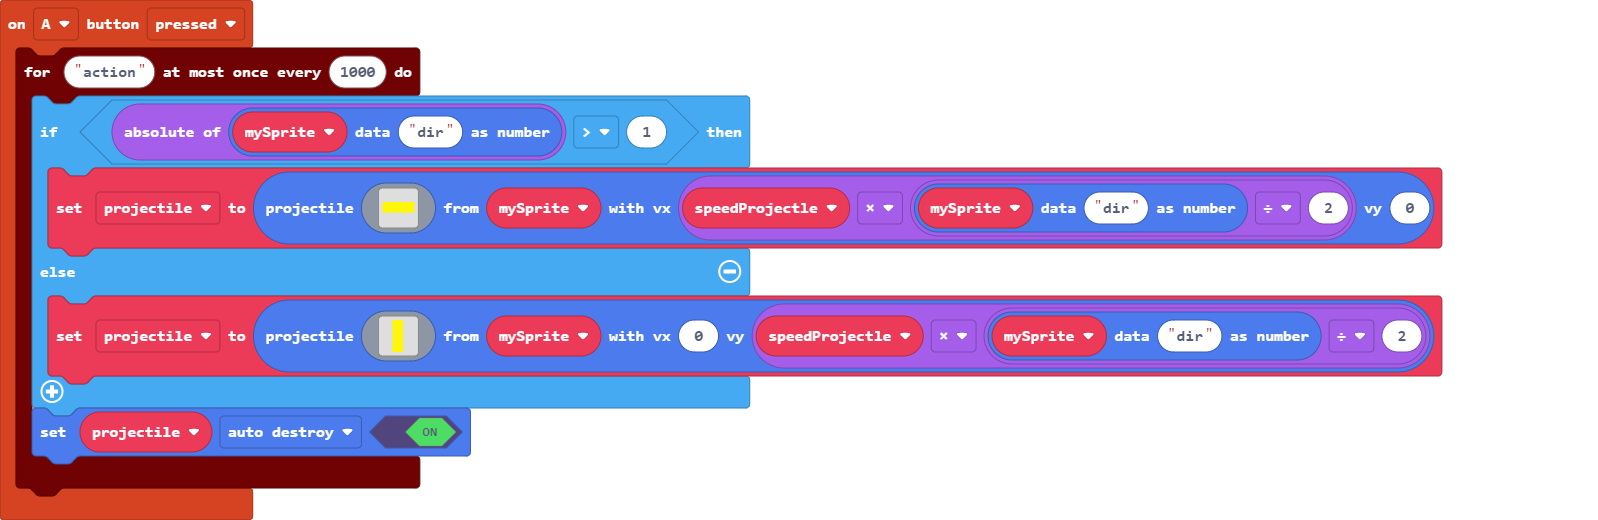 on A button pressed
for "action" at most once every 1000 do
if absolute of mySprite data "dir" as number > 1 then
set projectile to projectile from mySprite with vx speedProjectle × mySprite data "dir" as number ÷ 2 vy 0
else
set projectile to projectile from mySprite with vx 0 vy speedProjectle × mySprite data "dir" as number ÷ 2
set projectile auto destroy ON